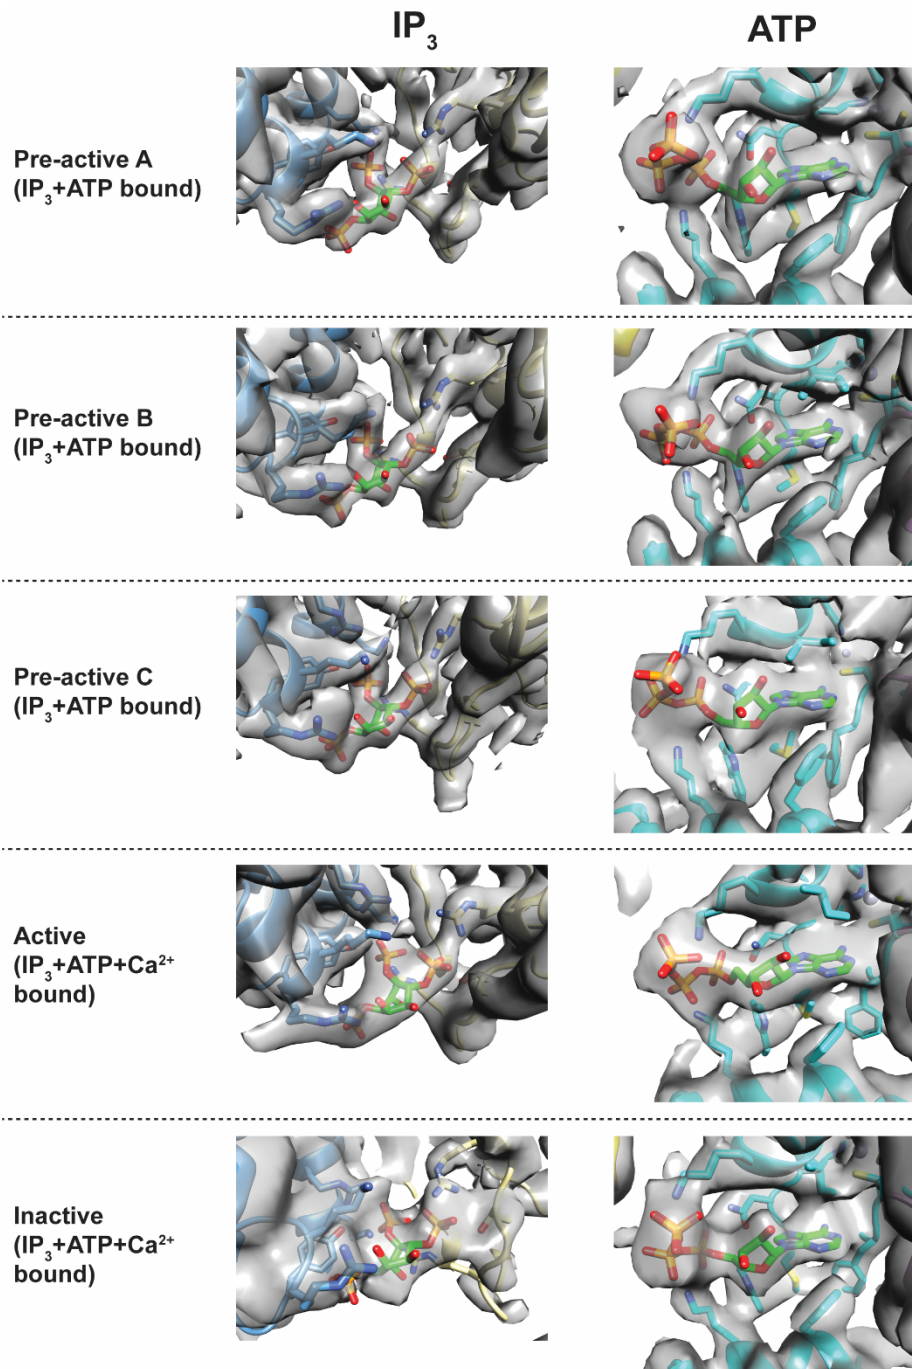 IP₃ ATP
Pre-active A
(IP₃+ATP bound)
Pre-active B
(IP₃+ATP bound)
Pre-active C
(IP₃+ATP bound)
Active
(IP₃+ATP+Ca²⁺
bound)
Inactive
(IP₃+ATP+Ca²⁺
bound)